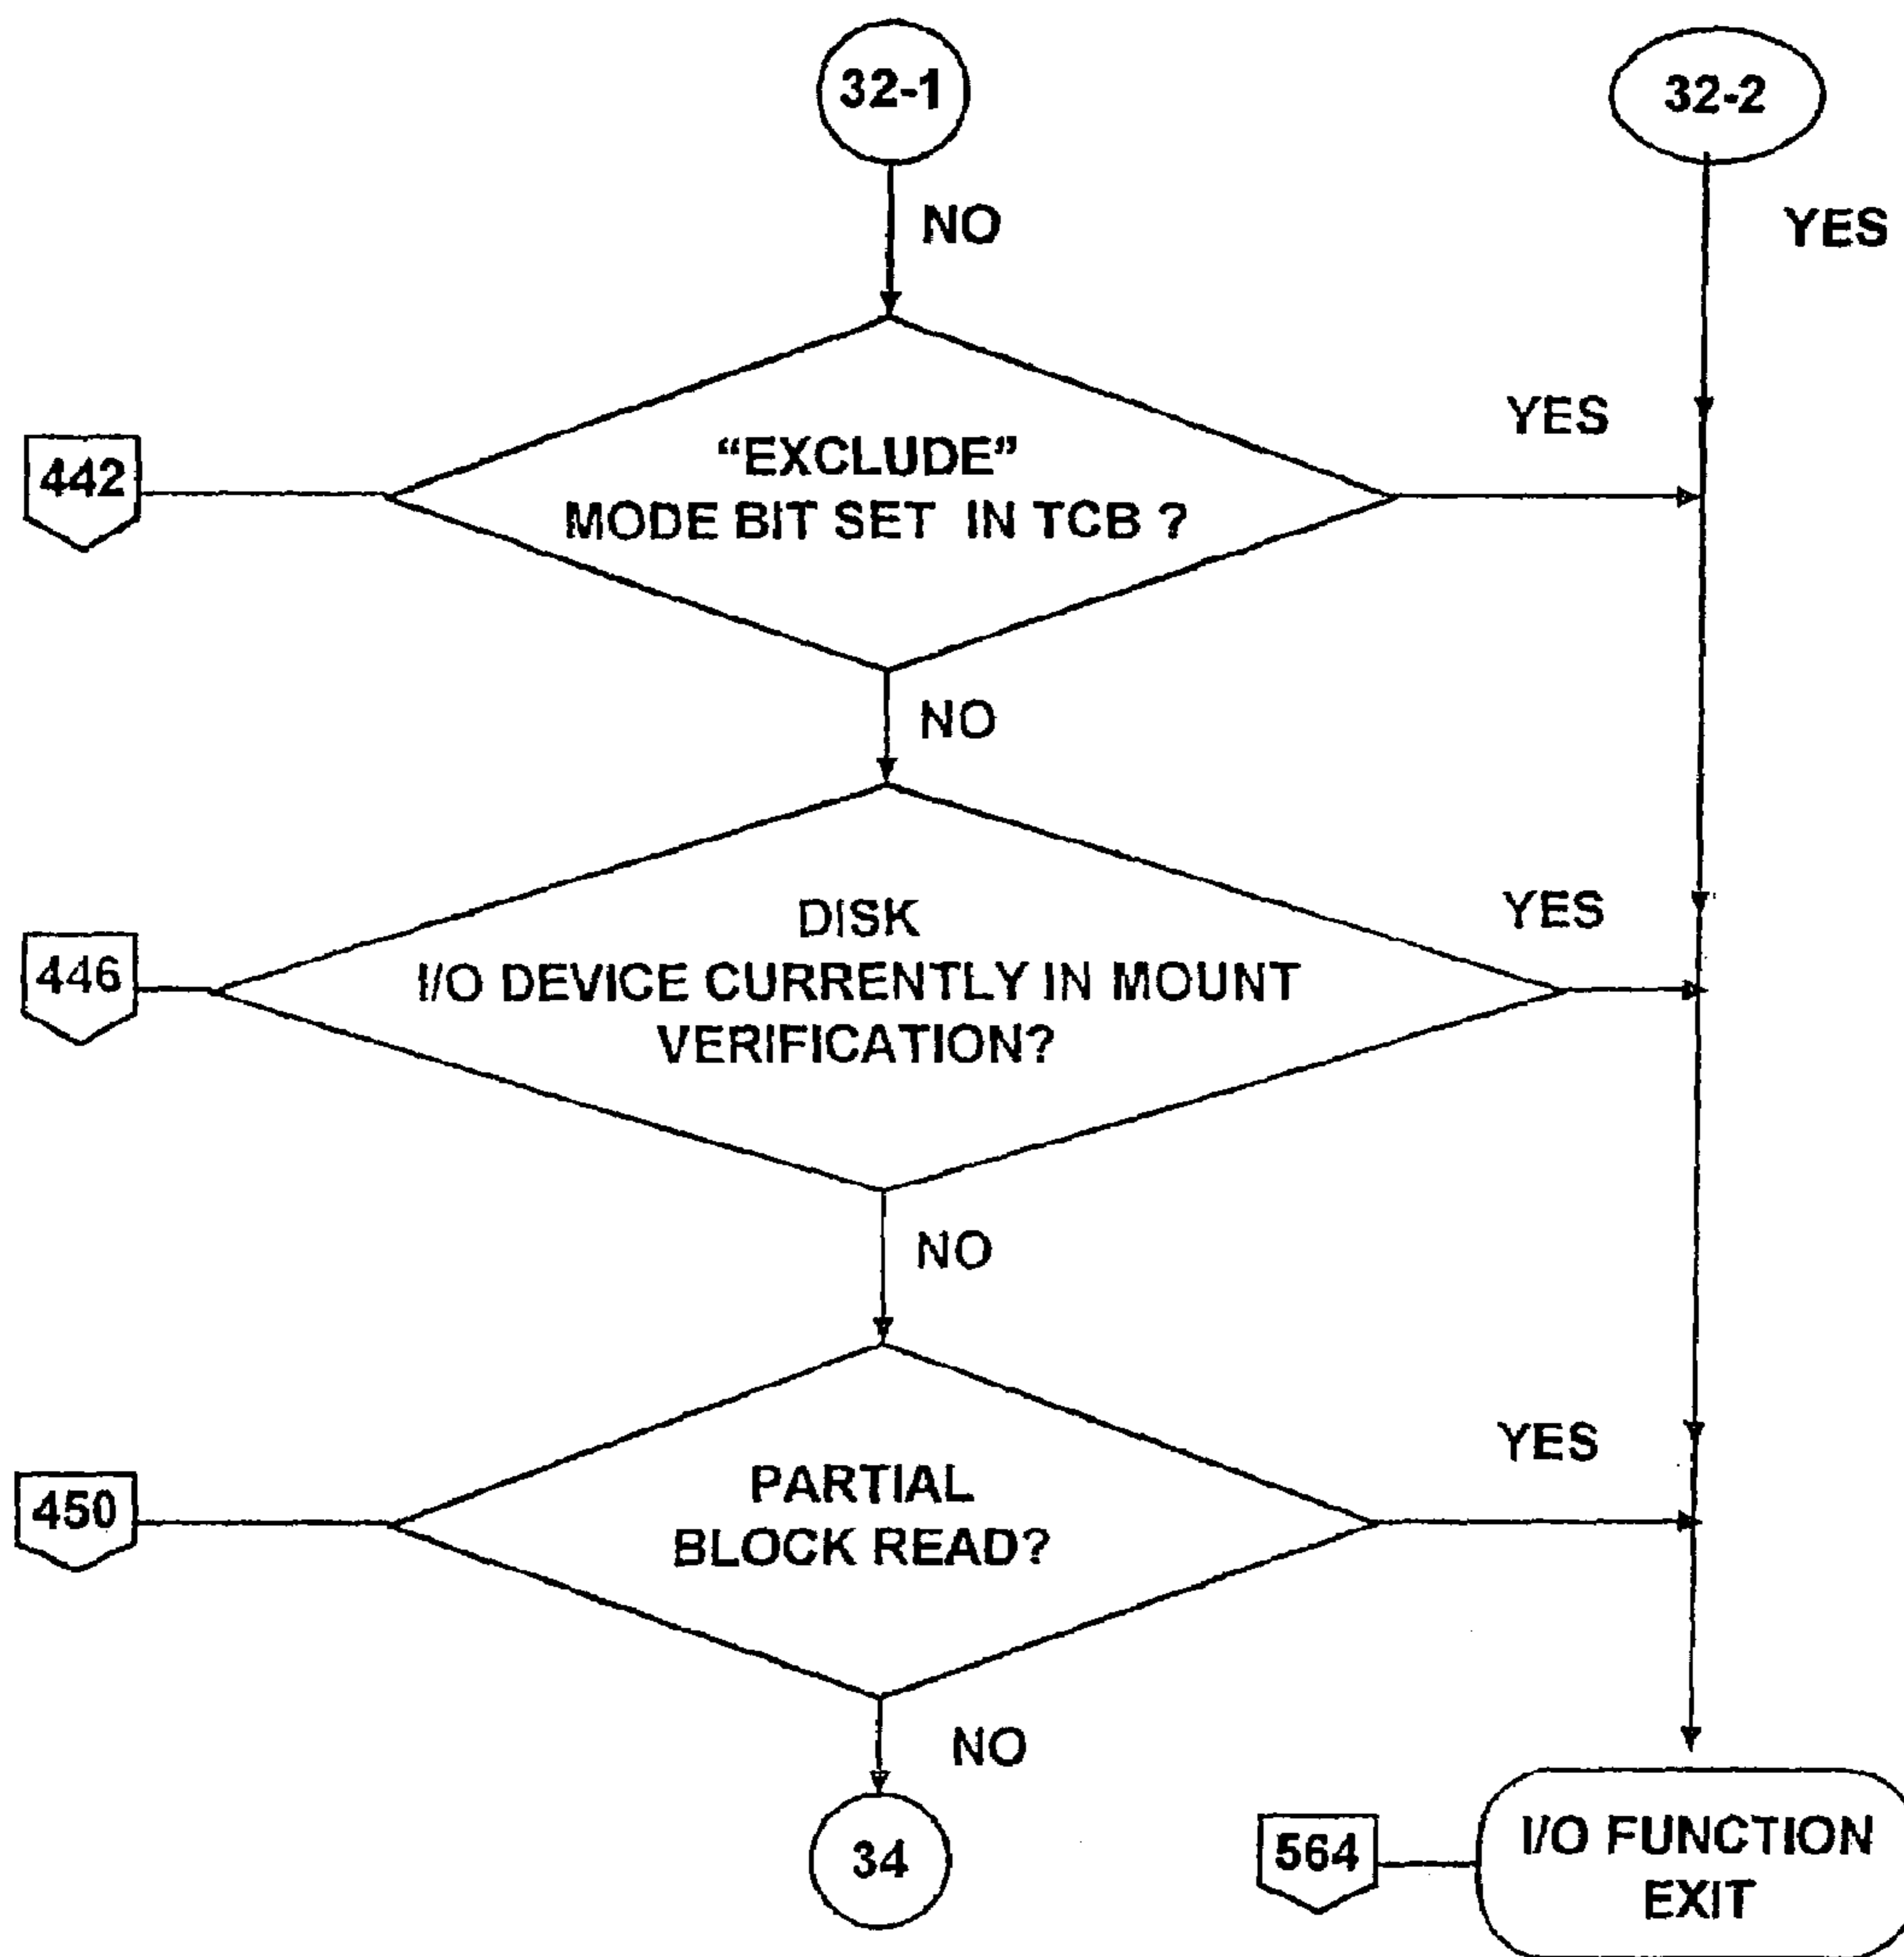 32-1
32-2
NO
YES
442
“EXCLUDE”
MODE BIT SET IN TCB ?
YES
NO
446
DISK
I/O DEVICE CURRENTLY IN MOUNT
VERIFICATION?
YES
NO
450
PARTIAL
BLOCK READ?
YES
NO
34
564
I/O FUNCTION
EXIT